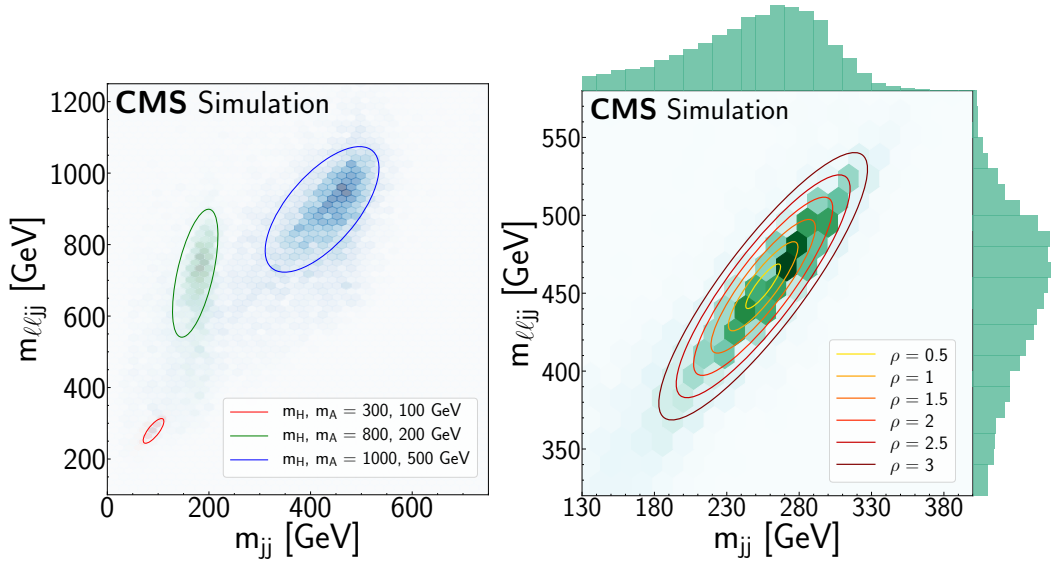 CMS Simulation
1200
1000
800
600
400
200
m_ℓℓjj [GeV]
m_H, m_A = 300, 100 GeV
m_H, m_A = 800, 200 GeV
m_H, m_A = 1000, 500 GeV
0 200 400 600
m_jj [GeV]
CMS Simulation
550
500
450
400
350
m_ℓℓjj [GeV]
ρ = 0.5
ρ = 1
ρ = 1.5
ρ = 2
ρ = 2.5
ρ = 3
130 180 230 280 330 380
m_jj [GeV]